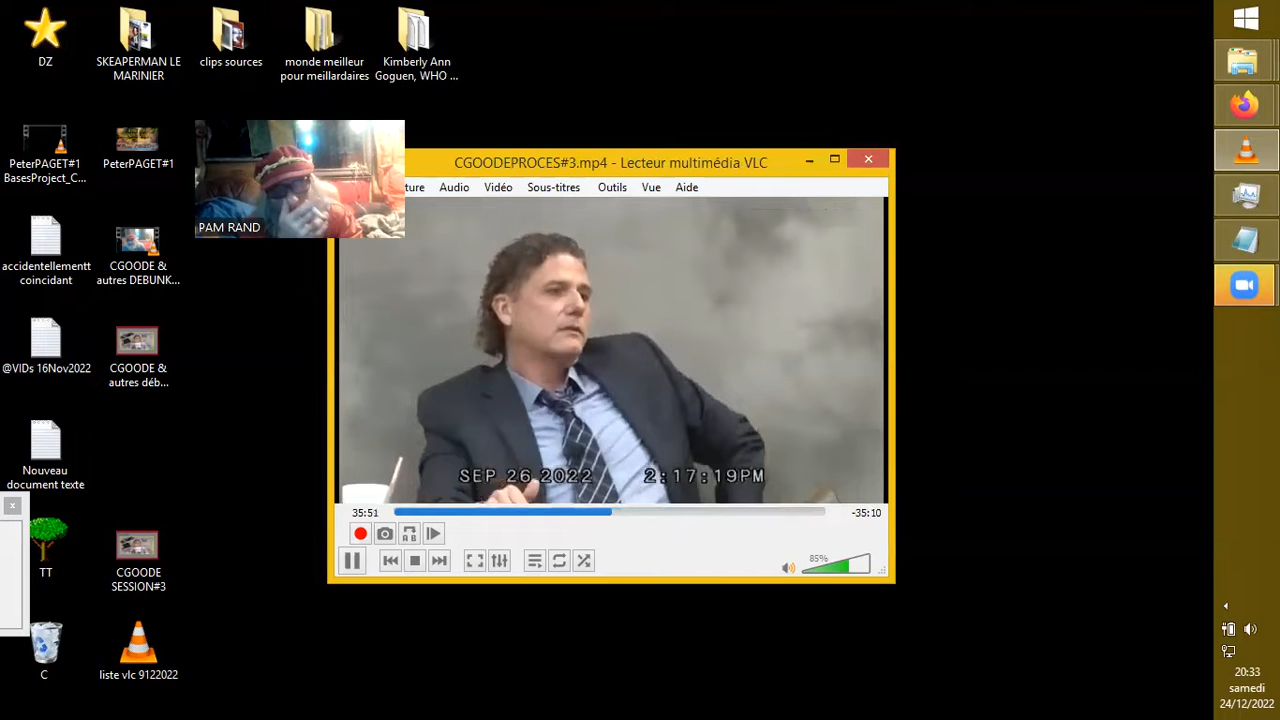 DZ
SKEAPERMAN LE
MARINIER
clips sources
monde meilleur
pour meillardaires
Kimberly Ann
Goguen, WHO ...
PeterPAGET#1
BasesProject_C...
PeterPAGET#1
PAM RAND
CGOODEPROCES#3.mp4 - Lecteur multimédia VLC
ture Audio Vidéo Sous-titres Outils Vue Aide
accidentellementt
coincidant
CGOODE &
autres DEBUNK...
@VIDs 16Nov2022
CGOODE &
autres déb...
Nouveau
document texte
SEP 26 2022 2:17:19PM
35:51
-35:10
AB
85%
TT
CGOODE
SESSION#3
C
liste vlc 9122022
20:33
samedi
24/12/2022